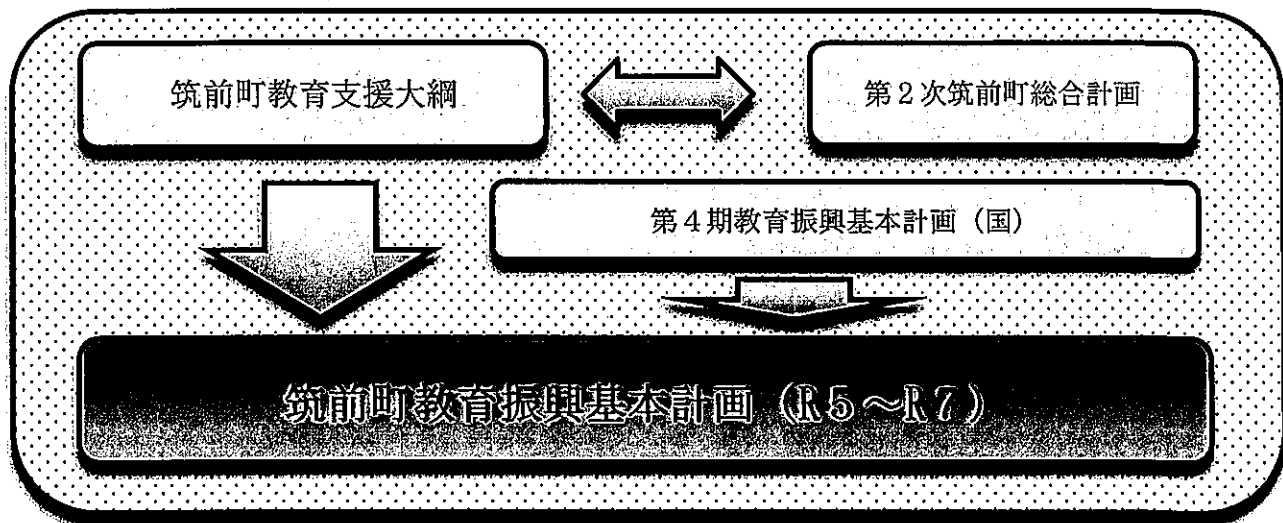 筑前町教育支援大綱
第2次筑前町総合計画
第4期教育振興基本計画（国）
筑前町教育振興基本計画（R5～R7）